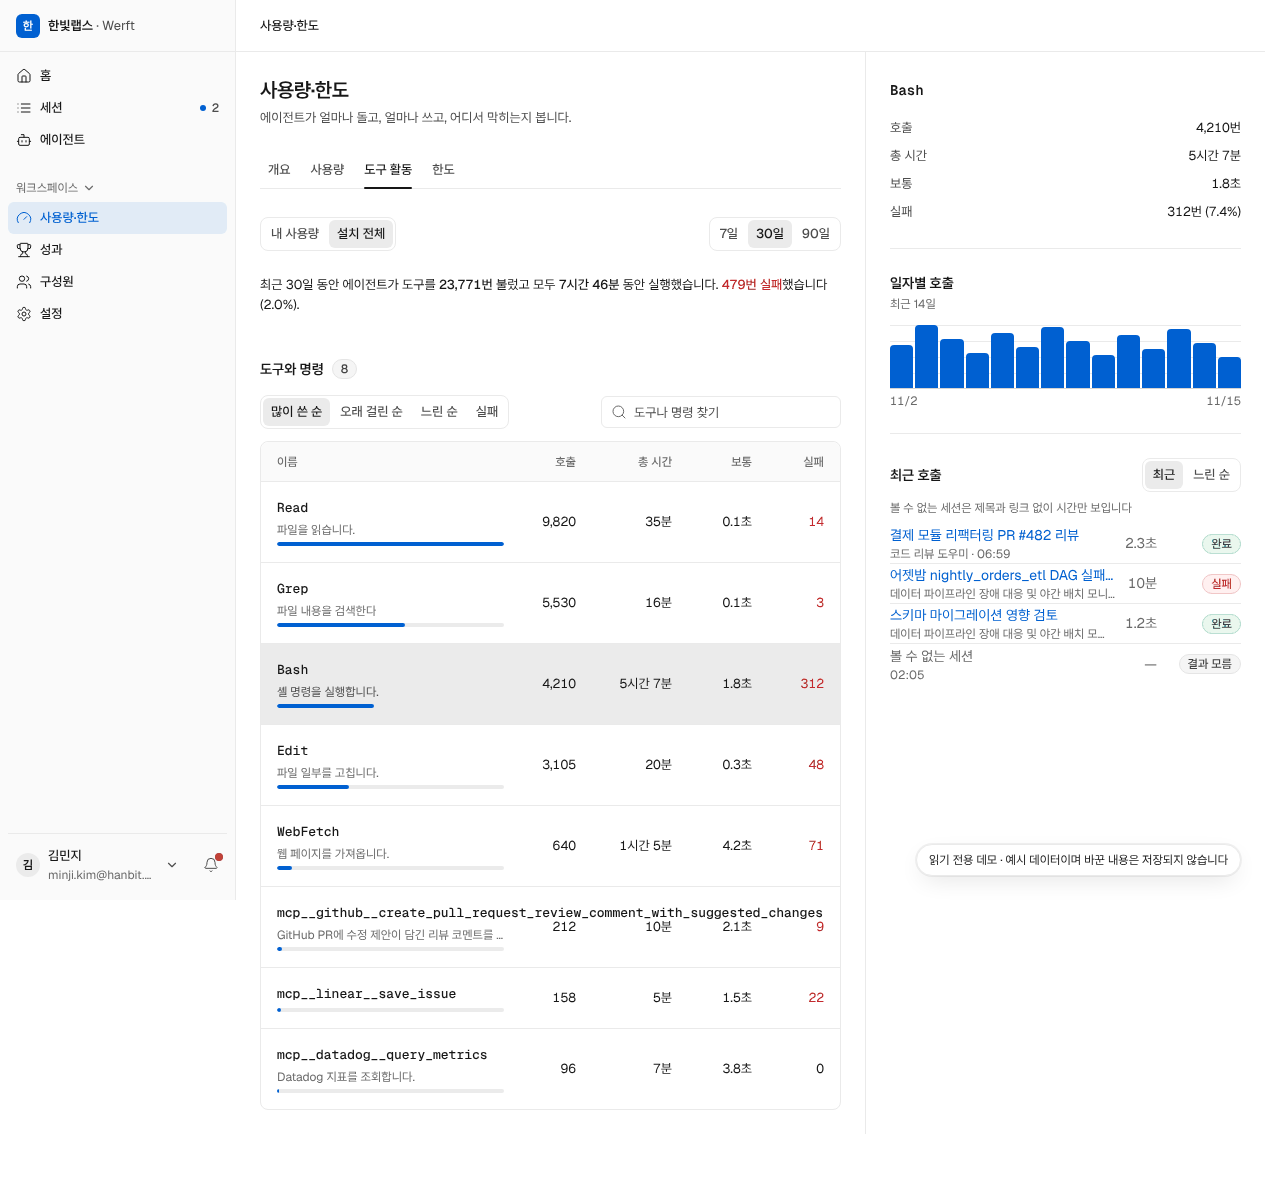 한 한빛랩스 · Werft
홈
세션 2
에이전트
워크스페이스
사용량·한도
성과
구성원
설정
김 김민지
minji.kim@hanbit.…
사용량·한도
사용량·한도
에이전트가 얼마나 돌고, 얼마나 쓰고, 어디서 막히는지 봅니다.
개요 사용량 도구 활동 한도
내 사용량 설치 전체 7일 30일 90일
최근 30일 동안 에이전트가 도구를 23,771번 불렀고 모두 7시간 46분 동안 실행했습니다. 479번 실패했습니다
(2.0%).
도구와 명령 8
많이 쓴 순 오래 걸린 순 느린 순 실패 도구나 명령 찾기
이름 호출 총 시간 보통 실패
Read
파일을 읽습니다.
9,820 35분 0.1초 14
Grep
파일 내용을 검색한다
5,530 16분 0.1초 3
Bash
셸 명령을 실행합니다.
4,210 5시간 7분 1.8초 312
Edit
파일 일부를 고칩니다.
3,105 20분 0.3초 48
WebFetch
웹 페이지를 가져옵니다.
640 1시간 5분 4.2초 71
mcp__github__create_pull_request_review_comment_with_suggested_changes
GitHub PR에 수정 제안이 담긴 리뷰 코멘트를 …
212 10분 2.1초 9
mcp__linear__save_issue
158 5분 1.5초 22
mcp__datadog__query_metrics
Datadog 지표를 조회합니다.
96 7분 3.8초 0
Bash
호출 4,210번
총 시간 5시간 7분
보통 1.8초
실패 312번 (7.4%)
일자별 호출
최근 14일
11/2 11/15
최근 호출 최근 느린 순
볼 수 없는 세션은 제목과 링크 없이 시간만 보입니다
결제 모듈 리팩터링 PR #482 리뷰
코드 리뷰 도우미 · 06:59
2.3초 완료
어젯밤 nightly_orders_etl DAG 실패…
데이터 파이프라인 장애 대응 및 야간 배치 모니…
10분 실패
스키마 마이그레이션 영향 검토
데이터 파이프라인 장애 대응 및 야간 배치 모…
1.2초 완료
볼 수 없는 세션
02:05
— 결과 모름
읽기 전용 데모 · 예시 데이터이며 바꾼 내용은 저장되지 않습니다